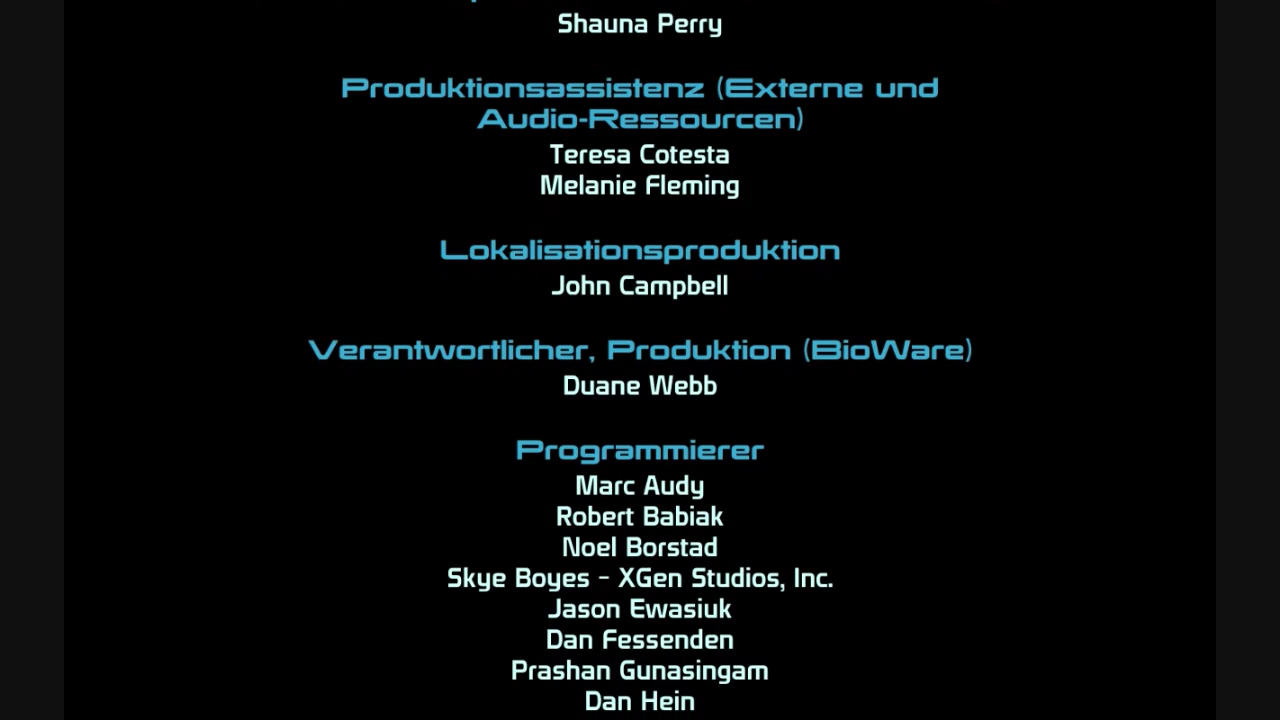 Shauna Perry
Produktionsassistenz (Externe und
Audio-Ressourcen)
Teresa Cotesta
Melanie Fleming
Lokalisationsproduktion
John Campbell
Verantwortlicher, Produktion (BioWare)
Duane Webb
Programmierer
Marc Audy
Robert Babiak
Noel Borstad
Skye Boyes - XGen Studios, Inc.
Jason Ewasiuk
Dan Fessenden
Prashan Gunasingam
Dan Hein